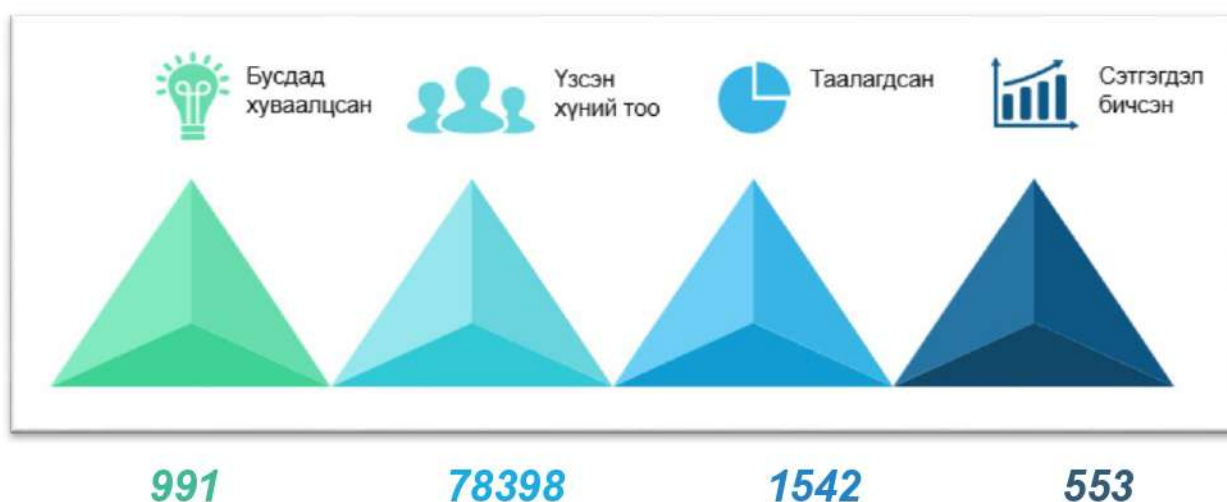 Бусдад
хуваалцсан
Үзсэн
хүний тоо
Таалагдсан
Сэтгэгдэл
бичсэн
991
78398
1542
553